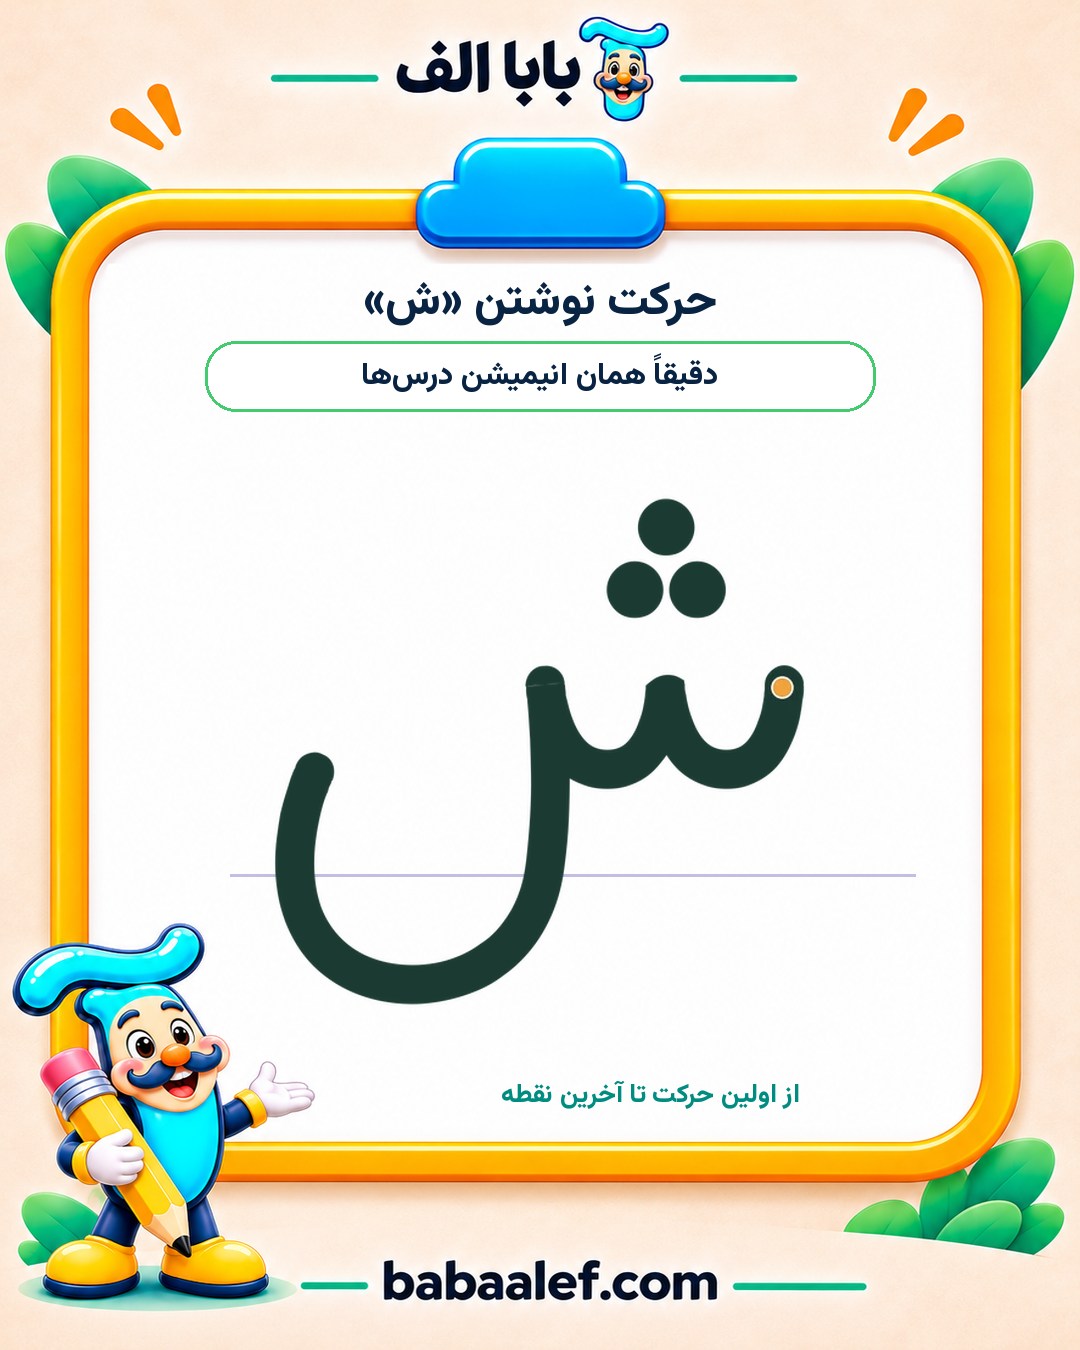 بابا الف
حرکت نوشتن «ش»
دقیقاً همان انیمیشن درس‌ها
ش
از اولین حرکت تا آخرین نقطه
babaalef.com